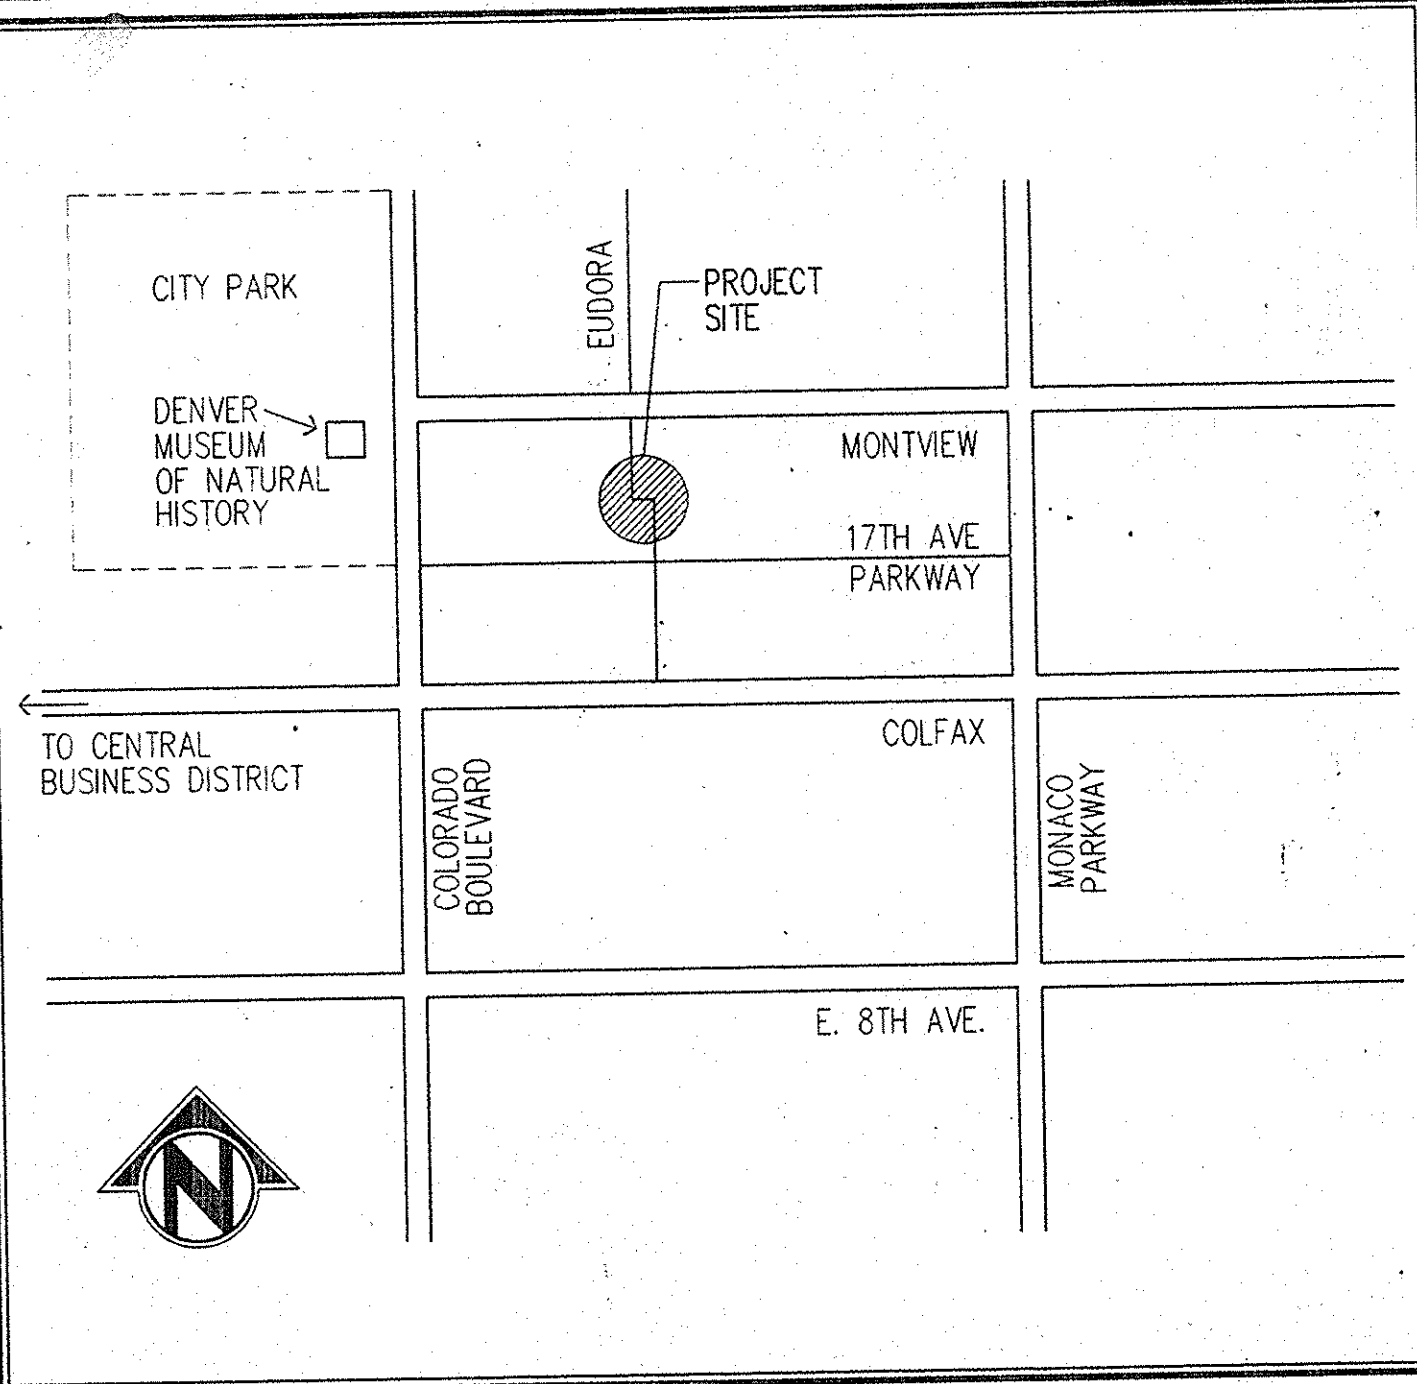 CITY PARK
EUDORA
PROJECT
SITE
DENVER
MUSEUM
OF NATURAL
HISTORY
MONTVIEW
17TH AVE
PARKWAY
TO CENTRAL
BUSINESS DISTRICT
COLFAX
COLORADO
BOULEVARD
MONACO
PARKWAY
E. 8TH AVE.
N